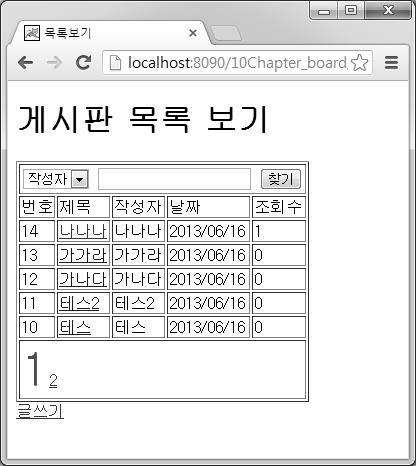 목록보기
localhost:8090/10Chapter_board
게시판 목록 보기
작성자 찾기
번호 제목 작성자 날짜 조회수
14 나나나 나나나 2013/06/16 1
13 가가라 가가라 2013/06/16 0
12 가나다 가나다 2013/06/16 0
11 테스2 테스2 2013/06/16 0
10 테스 테스 2013/06/16 0
1 2
글쓰기